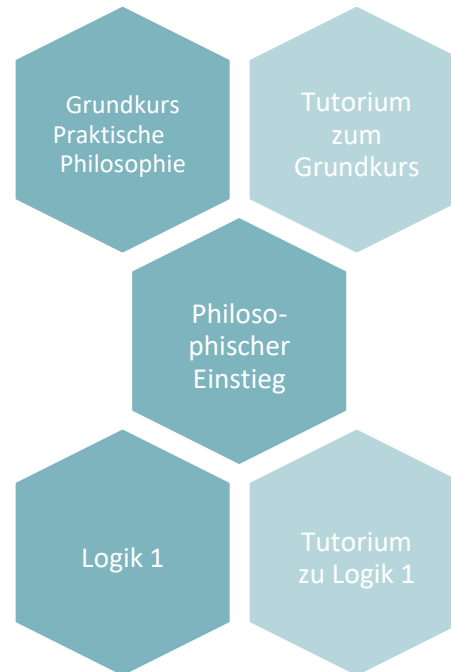 Grundkurs
Praktische
Philosophie
Tutorium
zum
Grundkurs
Philoso-
phischer
Einstieg
Logik 1
Tutorium
zu Logik 1